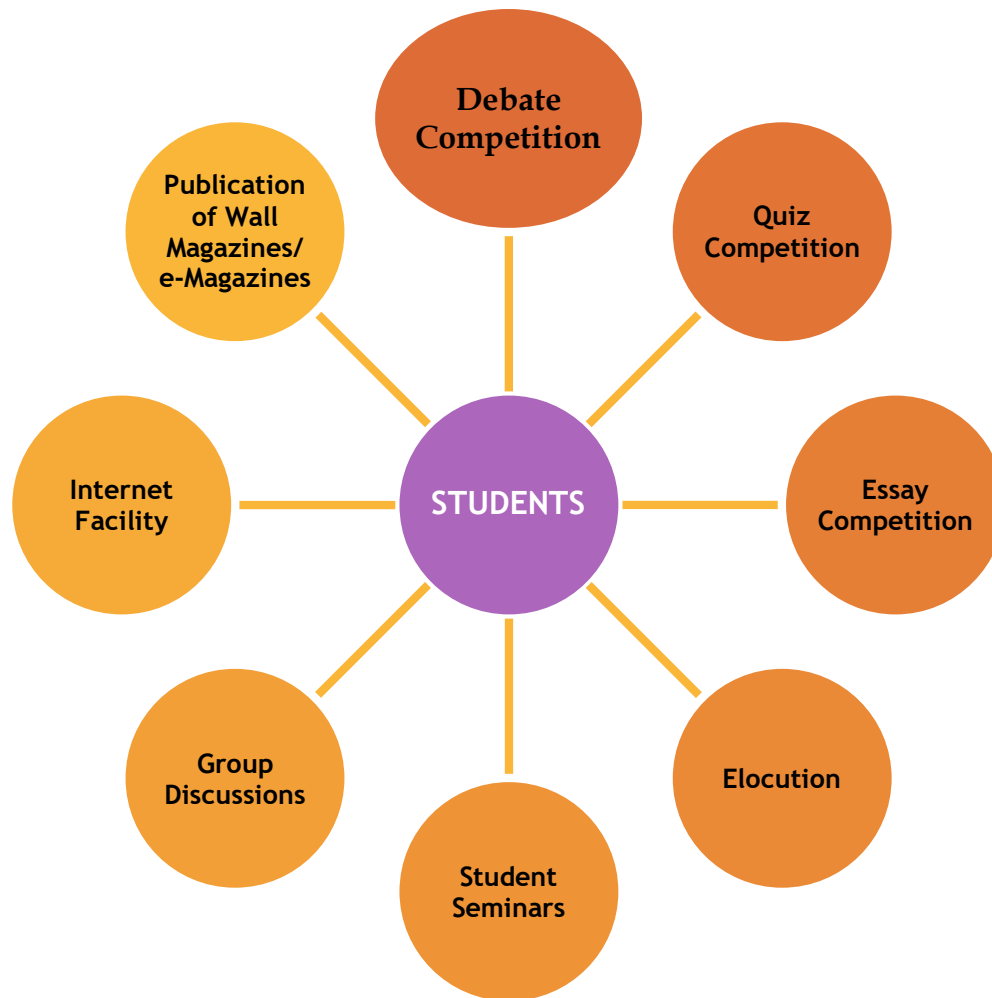 Debate
Competition
Quiz
Competition
Essay
Competition
Elocution
Student
Seminars
Group
Discussions
Internet
Facility
Publication
of Wall
Magazines/
e-Magazines
STUDENTS